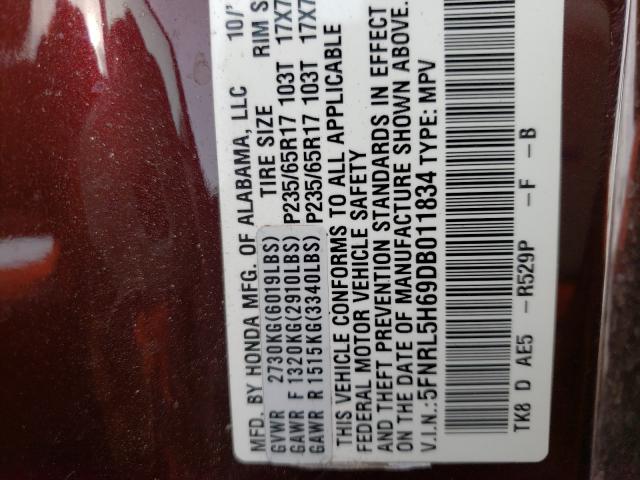 MFD. BY HONDA MFG. OF ALABAMA, LLC 10/
TIRE SIZE RIM S
GVWR 2730KG(6019LBS)
GAWR F 1320KG(2910LBS) P235/65R17 103T 17X7
GAWR R 1515KG(3340LBS) P235/65R17 103T 17X7
THIS VEHICLE CONFORMS TO ALL APPLICABLE
FEDERAL MOTOR VEHICLE SAFETY
AND THEFT PREVENTION STANDARDS IN EFFECT
ON THE DATE OF MANUFACTURE SHOWN ABOVE.
V.I.N.:5FNRL5H69DB011834 TYPE: MPV
TK8 D AE5 -R529P -F -B